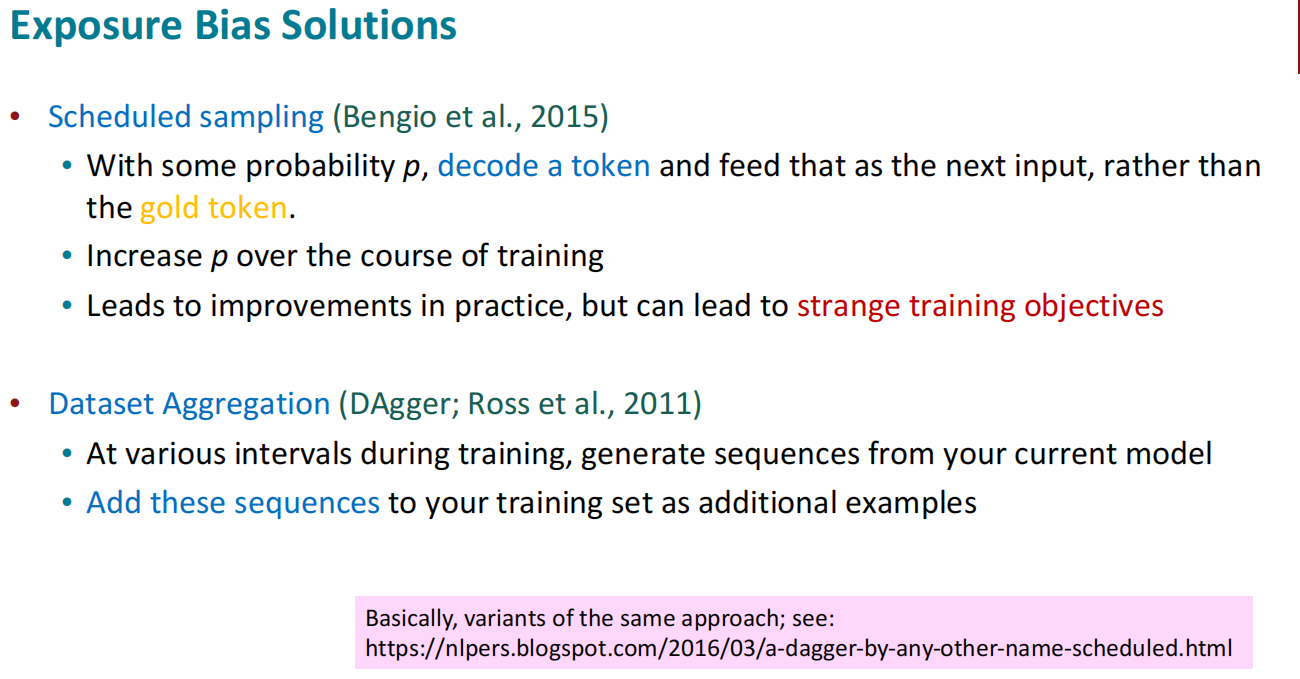 Exposure Bias Solutions
• Scheduled sampling (Bengio et al., 2015)
• With some probability p, decode a token and feed that as the next input, rather than
the gold token.
• Increase p over the course of training
• Leads to improvements in practice, but can lead to strange training objectives
• Dataset Aggregation (DAgger; Ross et al., 2011)
• At various intervals during training, generate sequences from your current model
• Add these sequences to your training set as additional examples
Basically, variants of the same approach; see:
https://nlpers.blogspot.com/2016/03/a-dagger-by-any-other-name-scheduled.html